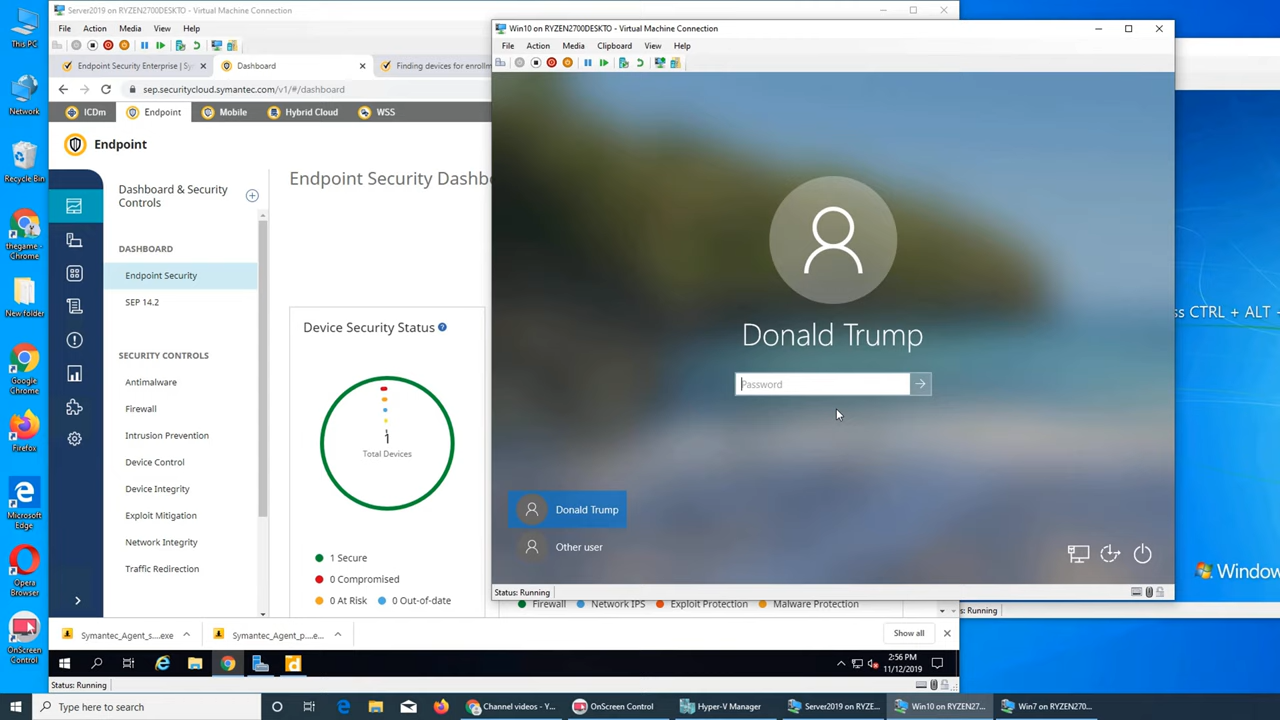 This PC
Network
Recycle Bin
thegame - Chrome
New folder
Google Chrome
Firefox
Microsoft Edge
Opera Browser
OnScreen Control
Server2019 on RYZEN2700DESKTO - Virtual Machine Connection
File Action Media View Help
Endpoint Security Enterprise | Sy
Dashboard
Finding devices for enrollm
sep.securitycloud.symantec.com/v1/#/dashboard
ICDm Endpoint Mobile Hybrid Cloud WSS
Endpoint
Dashboard & Security Controls
DASHBOARD
Endpoint Security
SEP 14.2
SECURITY CONTROLS
Antimalware
Firewall
Intrusion Prevention
Device Control
Device Integrity
Exploit Mitigation
Network Integrity
Traffic Redirection
Endpoint Security Dashb
Device Security Status ?
1
Total Devices
1 Secure
0 Compromised
0 At Risk 0 Out-of-date
Firewall Network IPS Exploit Protection Malware Protection
Symantec_Agent_s....exe
Symantec_Agent_p....e...
Show all
2:56 PM
11/12/2019
Status: Running
Win10 on RYZEN2700DESKTO - Virtual Machine Connection
File Action Media Clipboard View Help
Donald Trump
Password
Donald Trump
Other user
Status: Running
ss CTRL + ALT -
Window
s: Running
Type here to search
Channel videos - Y...
OnScreen Control
Hyper-V Manager
Server2019 on RYZE...
Win10 on RYZEN27...
Win7 on RYZEN270...